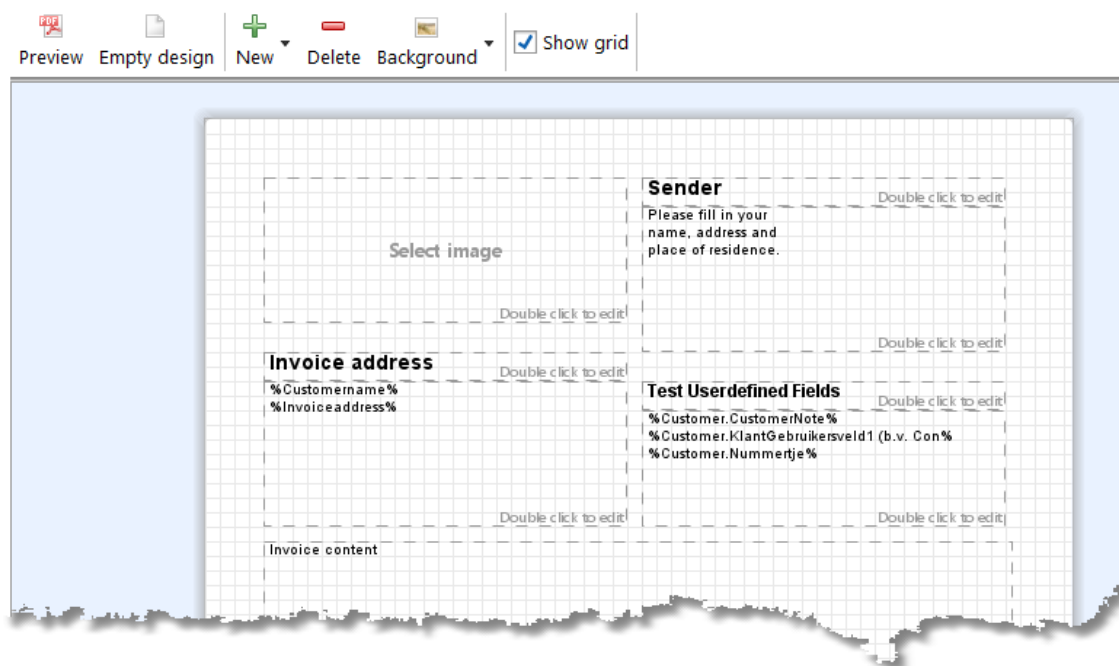 Preview Empty design New Delete Background Show grid
Select image
Double click to edit
Sender
Double click to edit
Please fill in your
name, address and
place of residence.
Double click to edit
Invoice address
Double click to edit
%Customername%
%Invoiceaddress%
Double click to edit
Test Userdefined Fields
Double click to edit
%Customer.CustomerNote%
%Customer.KlantGebruikersveld1 (b.v. Con%
%Customer.Nummertje%
Double click to edit
Invoice content